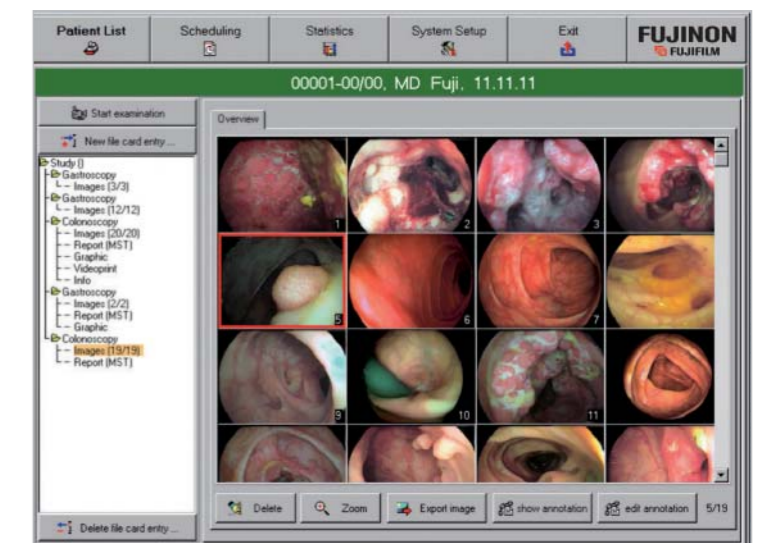 Patient List
Scheduling
Statistics
System Setup
Exit
FUJINON
FUJIFILM
00001-00/00, MD Fuji, 11.11.11
Start examination
New file card entry ...
Study ()
Gastroscopy
Images (3/3)
Gastroscopy
Images (12/12)
Colonoscopy
Images (20/20)
Report (MST)
Graphic
Videoprint
Info
Gastroscopy
Images (2/2)
Report (MST)
Graphic
Colonoscopy
Images (19/19)
Report (MST)
Delete file card entry ...
Overview
1
2
3
5
6
7
9
10
11
Delete
Zoom
Export image
show annotation
edit annotation
5/19